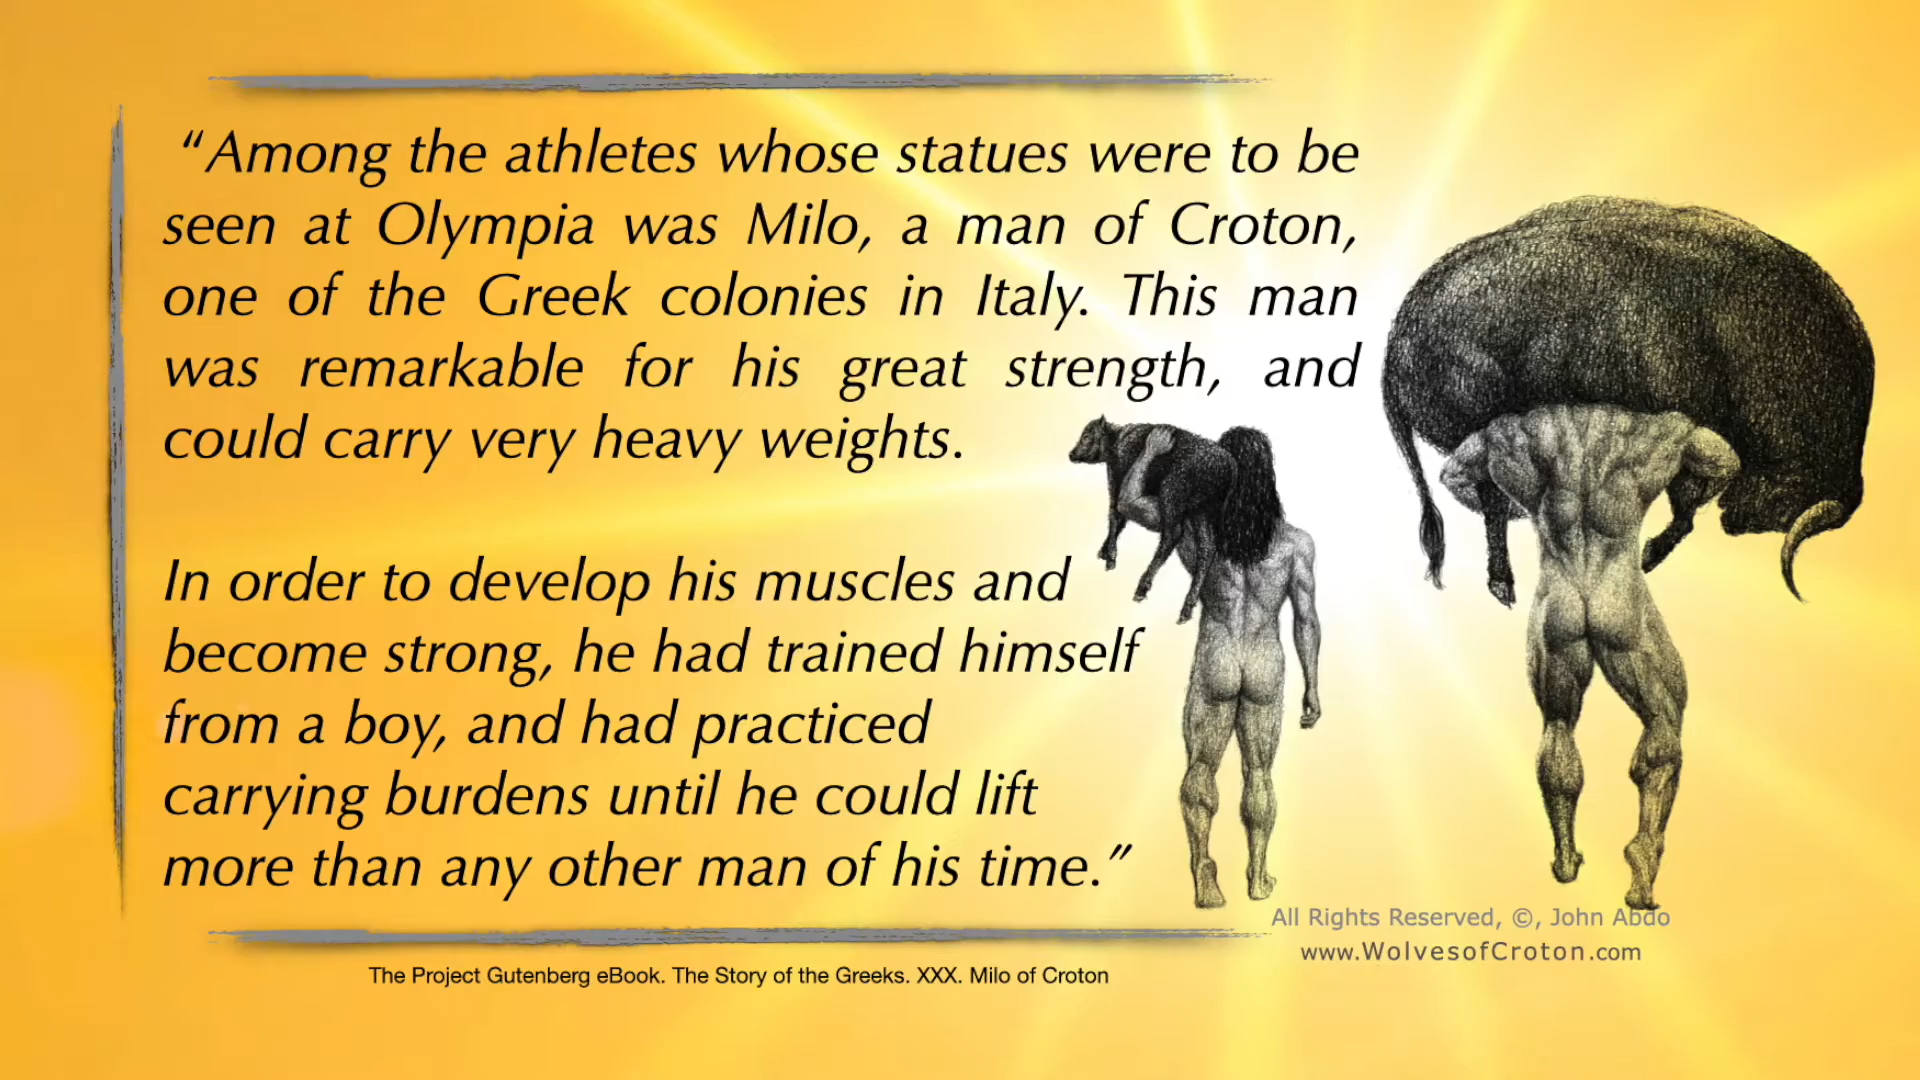 “Among the athletes whose statues were to be
seen at Olympia was Milo, a man of Croton,
one of the Greek colonies in Italy. This man
was remarkable for his great strength, and
could carry very heavy weights.
In order to develop his muscles and
become strong, he had trained himself
from a boy, and had practiced
carrying burdens until he could lift
more than any other man of his time.”
All Rights Reserved, ©, John Abdo
www.WolvesofCroton.com
The Project Gutenberg eBook. The Story of the Greeks. XXX. Milo of Croton